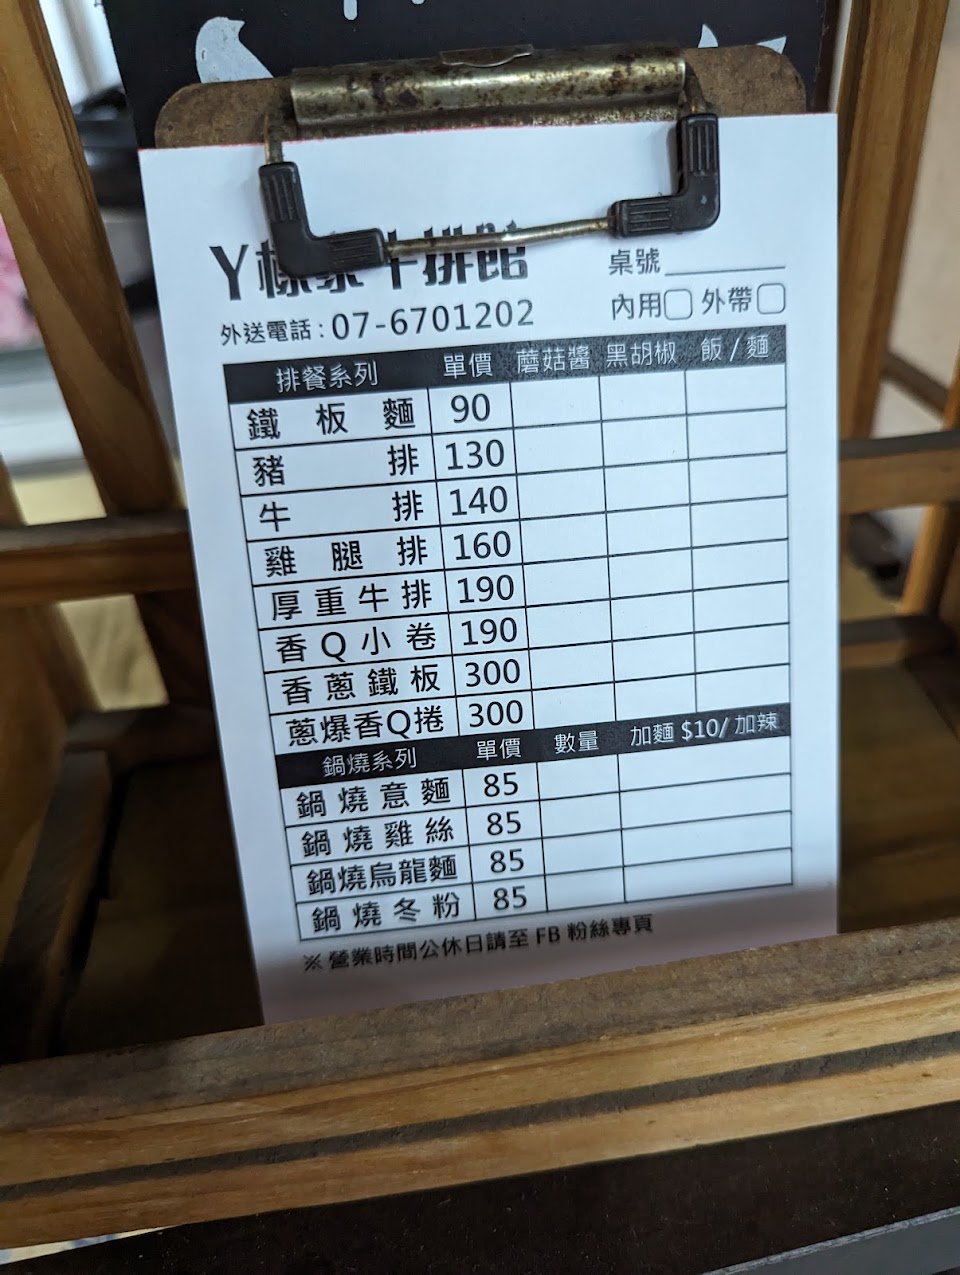 Y 排館
桌號
外送電話：07-6701202
內用 外帶
排餐系列 單價 蘑菇醬 黑胡椒 飯/麵
鐵板麵 90
豬排 130
牛排 140
雞腿排 160
厚重牛排 190
香Q小卷 190
香蔥鐵板 300
蔥爆香Q捲 300
鍋燒系列 單價 數量 加麵 $10/ 加辣
鍋燒意麵 85
鍋燒雞絲 85
鍋燒烏龍麵 85
鍋燒冬粉 85
※ 營業時間公休日請至 FB 粉絲專頁